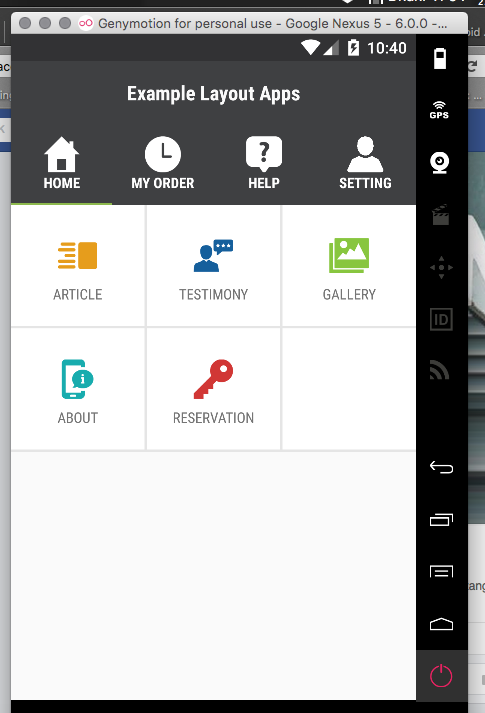 Genymotion for personal use - Google Nexus 5 - 6.0.0 -...
10:40
Example Layout Apps
HOME MY ORDER HELP SETTING
ARTICLE TESTIMONY GALLERY
ABOUT RESERVATION
GPS
ID